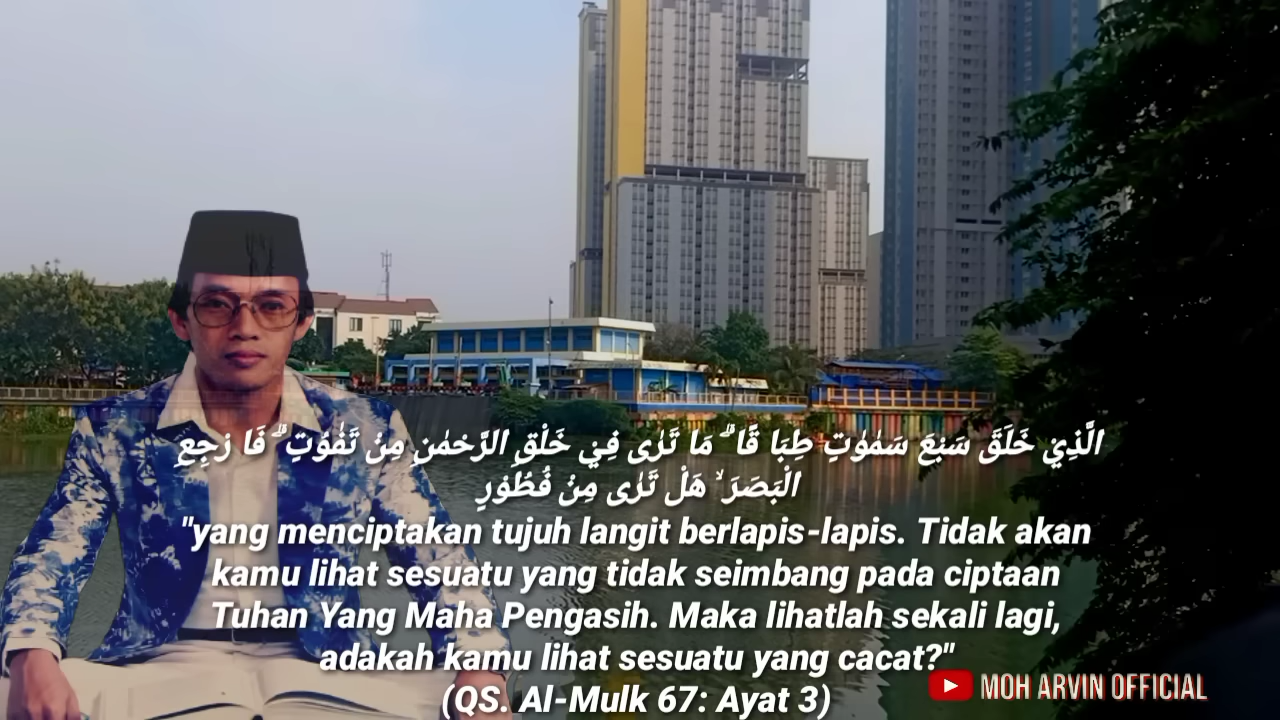 الَّذِيْ خَلَقَ سَبْعَ سَمٰوٰتٍ طِبَا قًا ۗ مَا تَرٰى فِيْ خَلْقِ الرَّحْمٰنِ مِنْ تَفٰوُتٍ ۗ فَا رْجِعِ
الْبَصَرَ ۙ هَلْ تَرٰى مِنْ فُطُوْرٍ
"yang menciptakan tujuh langit berlapis-lapis. Tidak akan
kamu lihat sesuatu yang tidak seimbang pada ciptaan
Tuhan Yang Maha Pengasih. Maka lihatlah sekali lagi,
adakah kamu lihat sesuatu yang cacat?"
(QS. Al-Mulk 67: Ayat 3)
MOH ARVIN OFFICIAL